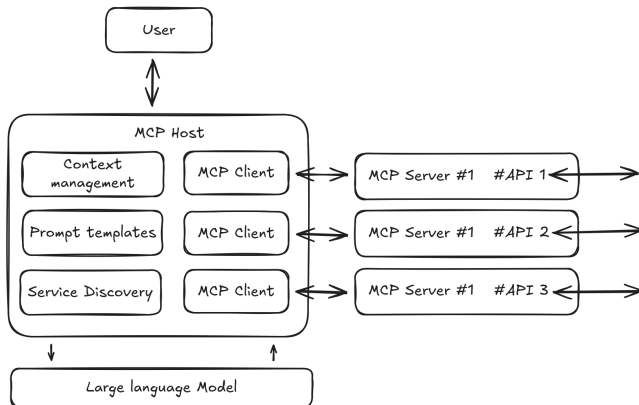 User
MCP Host
Context
management
MCP Client
MCP Server #1 #API 1
Prompt templates
MCP Client
MCP Server #1 #API 2
Service Discovery
MCP Client
MCP Server #1 #API 3
Large language Model